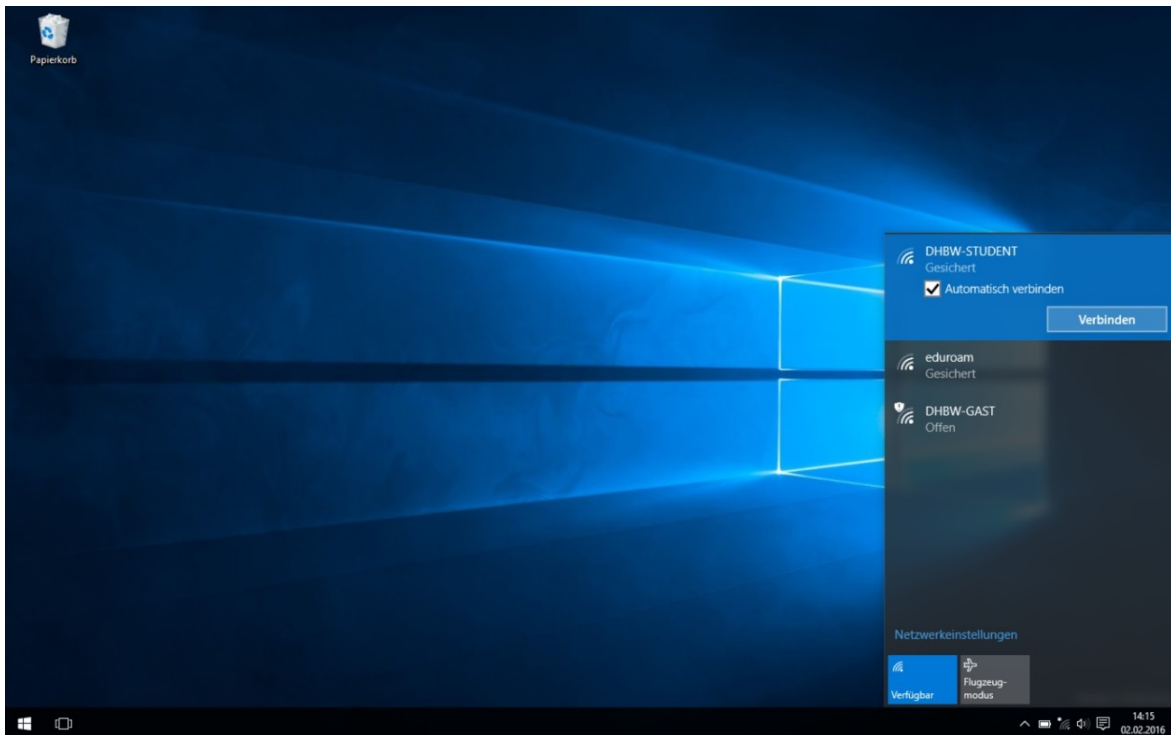 Papierkorb
DHBW-STUDENT
Gesichert
Automatisch verbinden
Verbinden
eduroam
Gesichert
DHBW-GAST
Offen
Netzwerkeinstellungen
Verfügbar
Flugzeug-
modus
14:15
02.02.2016